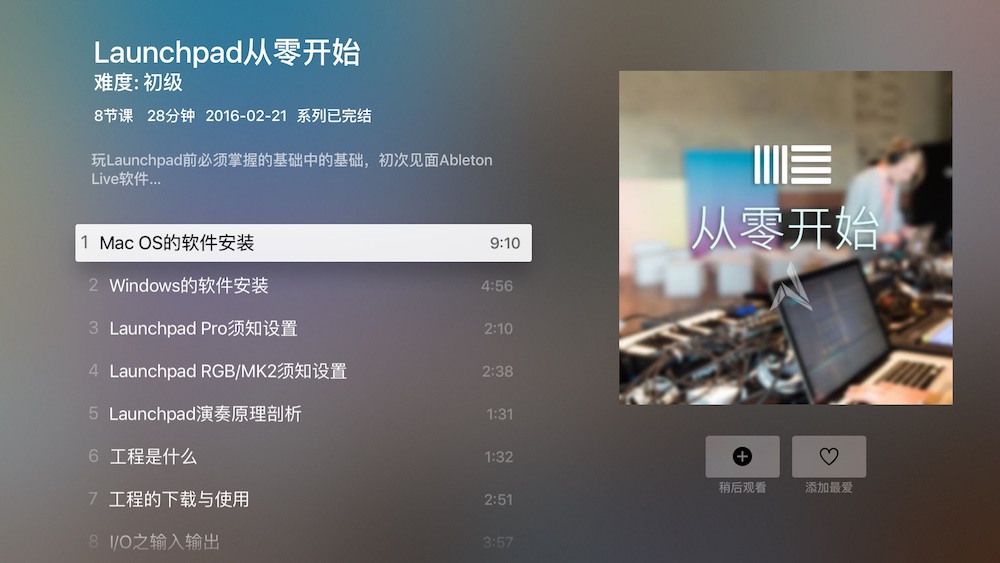 Launchpad从零开始
难度: 初级
8节课 28分钟 2016-02-21 系列已完结
玩Launchpad前必须掌握的基础中的基础，初次见面Ableton
Live软件...
1 Mac OS的软件安装 9:10
2 Windows的软件安装 4:56
3 Launchpad Pro须知设置 2:10
4 Launchpad RGB/MK2须知设置 2:38
5 Launchpad演奏原理剖析 1:31
6 工程是什么 1:32
7 工程的下载与使用 2:51
8 I/O之输入输出 3:57
从零开始
稍后观看 添加最爱